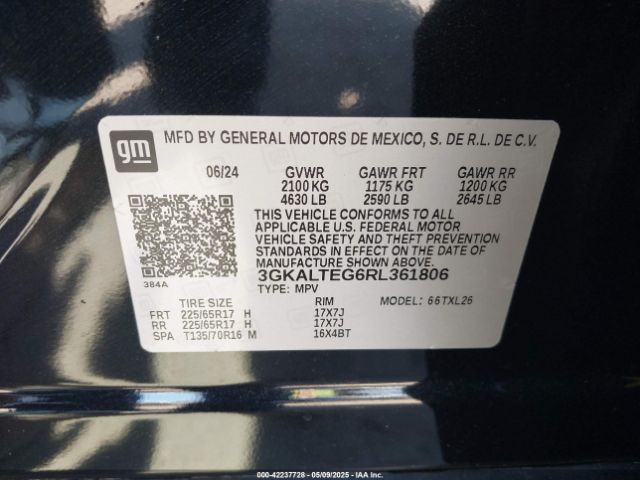 gm
MFD BY GENERAL MOTORS DE MEXICO, S. DE R.L. DE C.V.
06/24 GVWR GAWR FRT GAWR RR
2100 KG 1175 KG 1200 KG
4630 LB 2590 LB 2645 LB
THIS VEHICLE CONFORMS TO ALL
APPLICABLE U.S. FEDERAL MOTOR
VEHICLE SAFETY AND THEFT PREVENTION
STANDARDS IN EFFECT ON THE DATE OF
MANUFACTURE SHOWN ABOVE.
3GKALTEG6RL361806
384A TYPE: MPV
TIRE SIZE RIM MODEL: 66TXL26
FRT 225/65R17 H 17X7J
RR 225/65R17 H 17X7J
SPA T135/70R16 M 16X4BT
000-42237728 - 05/09/2025 - IAAI.COM